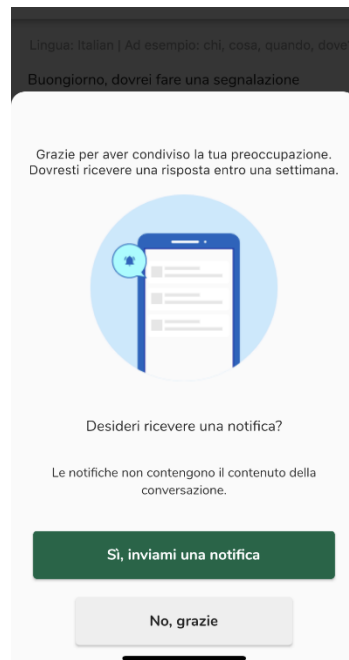 Lingua: Italian | Ad esempio: chi, cosa, quando, dove
Buongiorno, dovrei fare una segnalazione
Grazie per aver condiviso la tua preoccupazione.
Dovresti ricevere una risposta entro una settimana.
Desideri ricevere una notifica?
Le notifiche non contengono il contenuto della
conversazione.
Sì, inviami una notifica
No, grazie